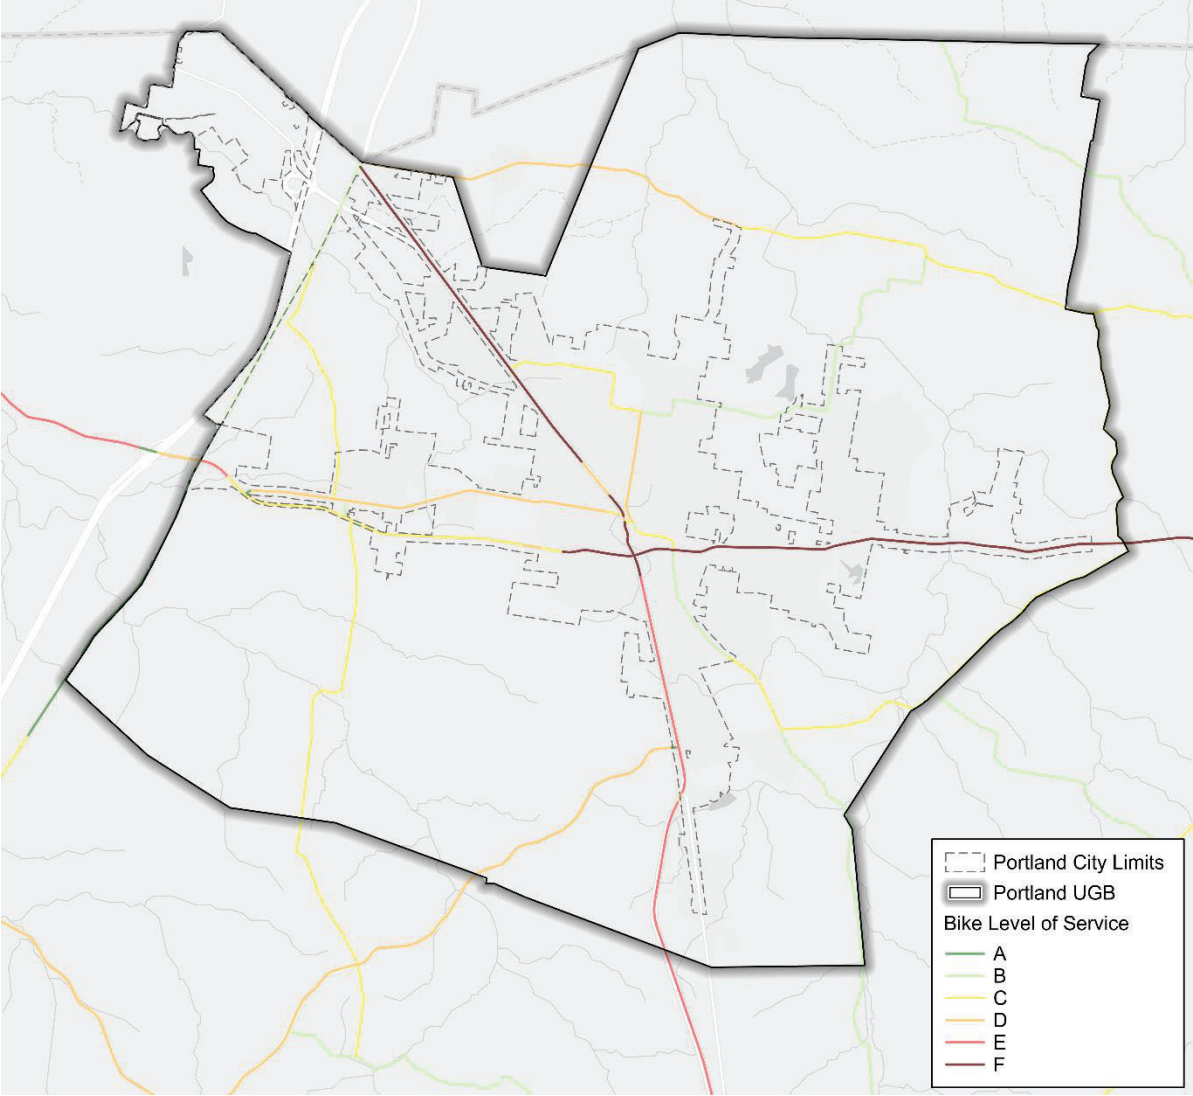 Portland City Limits
Portland UGB
Bike Level of Service
A
B
C
D
E
F